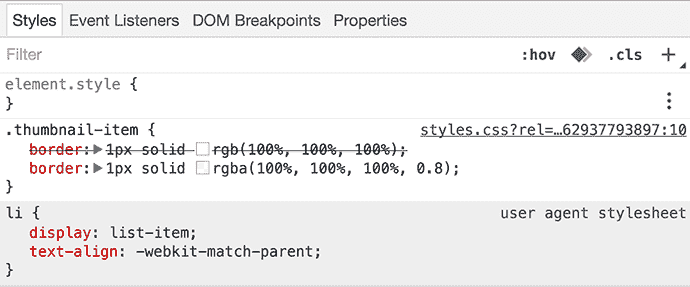 Styles Event Listeners DOM Breakpoints Properties
Filter :hov .cls +
element.style {
}
.thumbnail-item { styles.css?rel=…62937793897:10
border: 1px solid rgb(100%, 100%, 100%);
border: 1px solid rgba(100%, 100%, 100%, 0.8);
}
li { user agent stylesheet
display: list-item;
text-align: -webkit-match-parent;
}